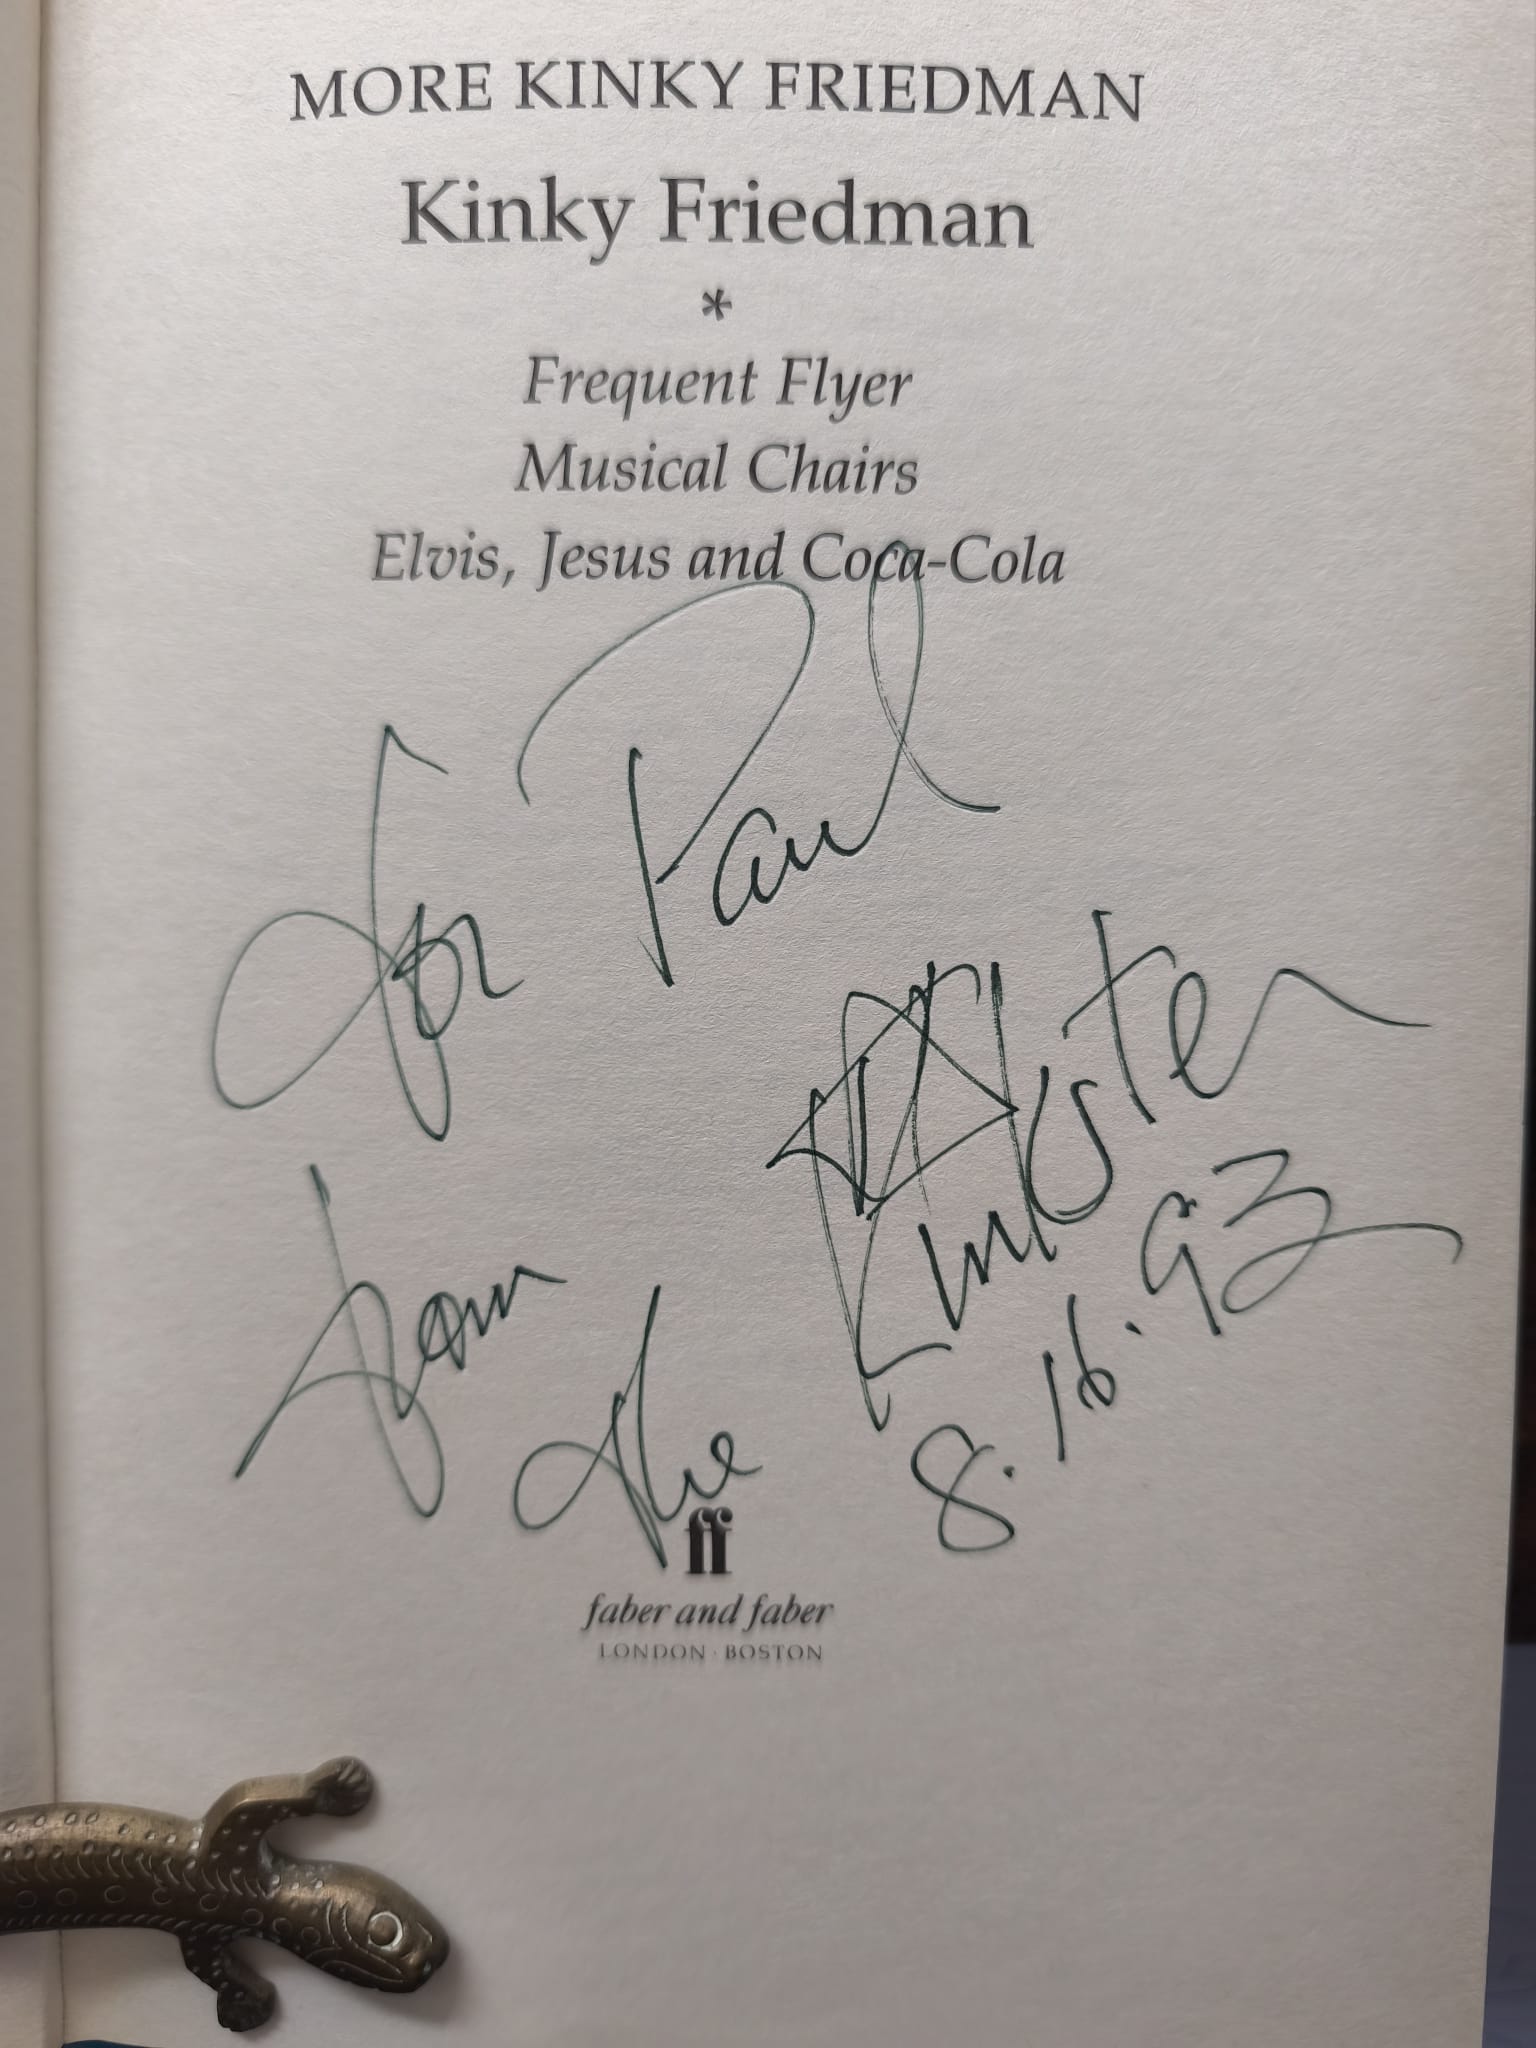 MORE KINKY FRIEDMAN
Kinky Friedman
*
Frequent Flyer
Musical Chairs
Elvis, Jesus and Coca-Cola
for Paul
from the Kinkster
8.16.93
ff
faber and faber
LONDON · BOSTON